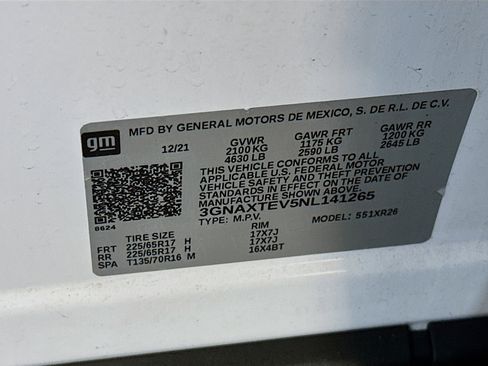 gm
MFD BY GENERAL MOTORS DE MEXICO, S. DE R.L. DE C.V.
12/21 GVWR GAWR FRT GAWR RR
2100 KG 1175 KG 1200 KG
4630 LB 2590 LB 2645 LB
THIS VEHICLE CONFORMS TO ALL
APPLICABLE U.S. FEDERAL MOTOR
VEHICLE SAFETY AND THEFT
PREVENTION STANDARDS IN EFFECT ON THE DATE OF
MANUFACTURE SHOWN ABOVE.
3GNAXTEV5NL141265
TYPE: M.P.V. MODEL: 551XR26
8624
TIRE SIZE RIM
FRT 225/65R17 H 17X7J
RR 225/65R17 H 17X7J
SPA T135/70R16 M 16X4BT